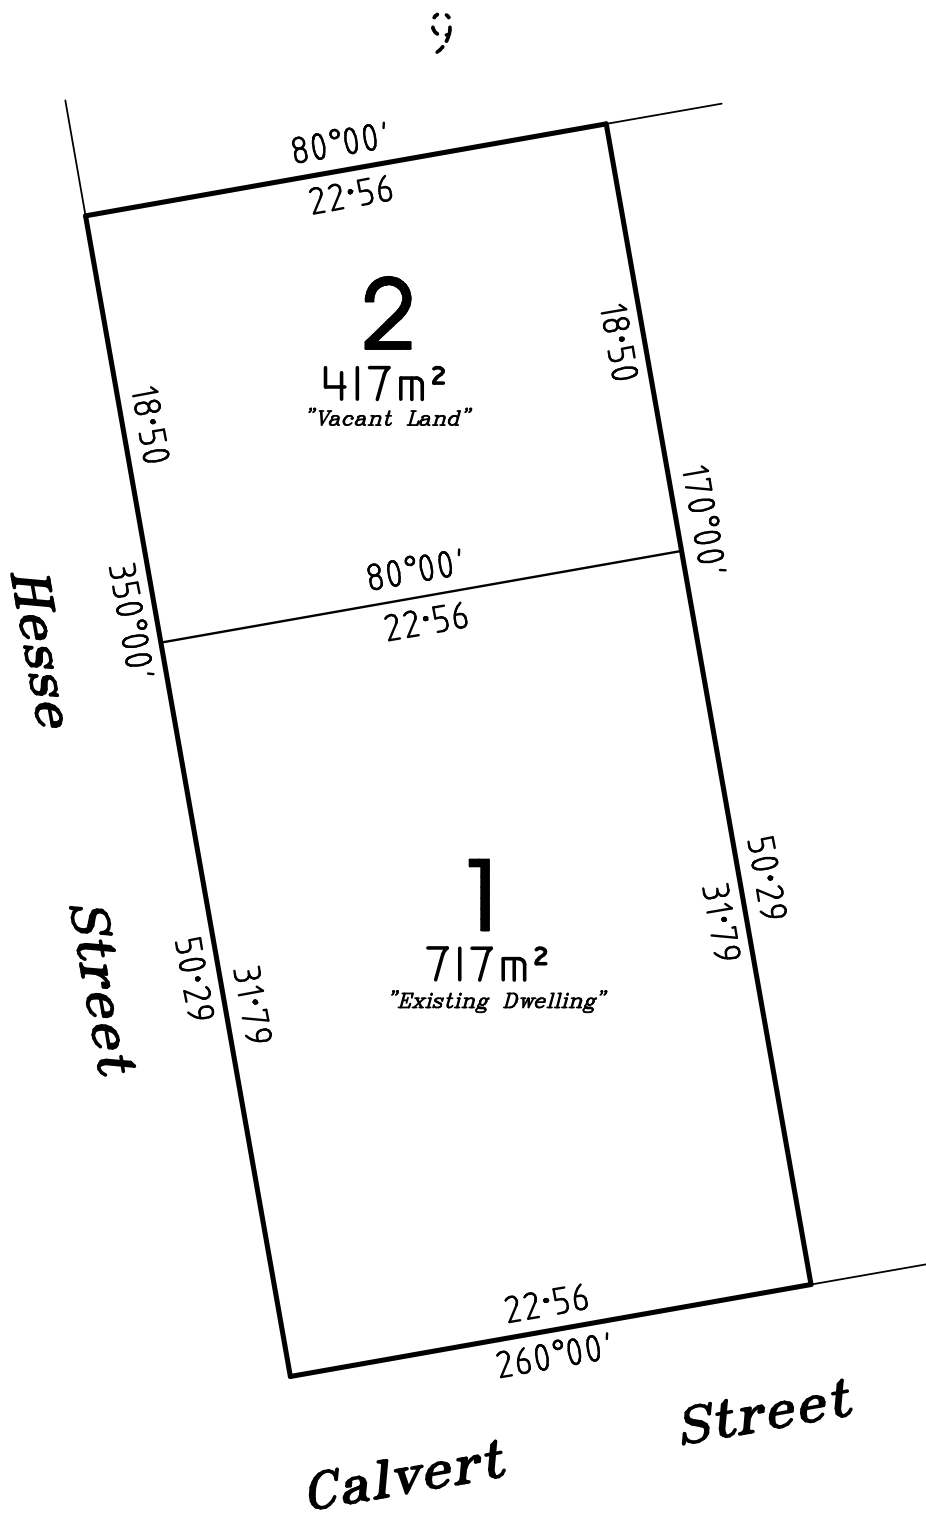 9
80°00'
22·56
2
417m²
"Vacant Land"
18·50
18·50
170°00'
80°00'
22·56
350°00'
Hesse
Street
1
717m²
"Existing Dwelling"
50·29
31·79
50·29
31·79
22·56
260°00'
Calvert Street